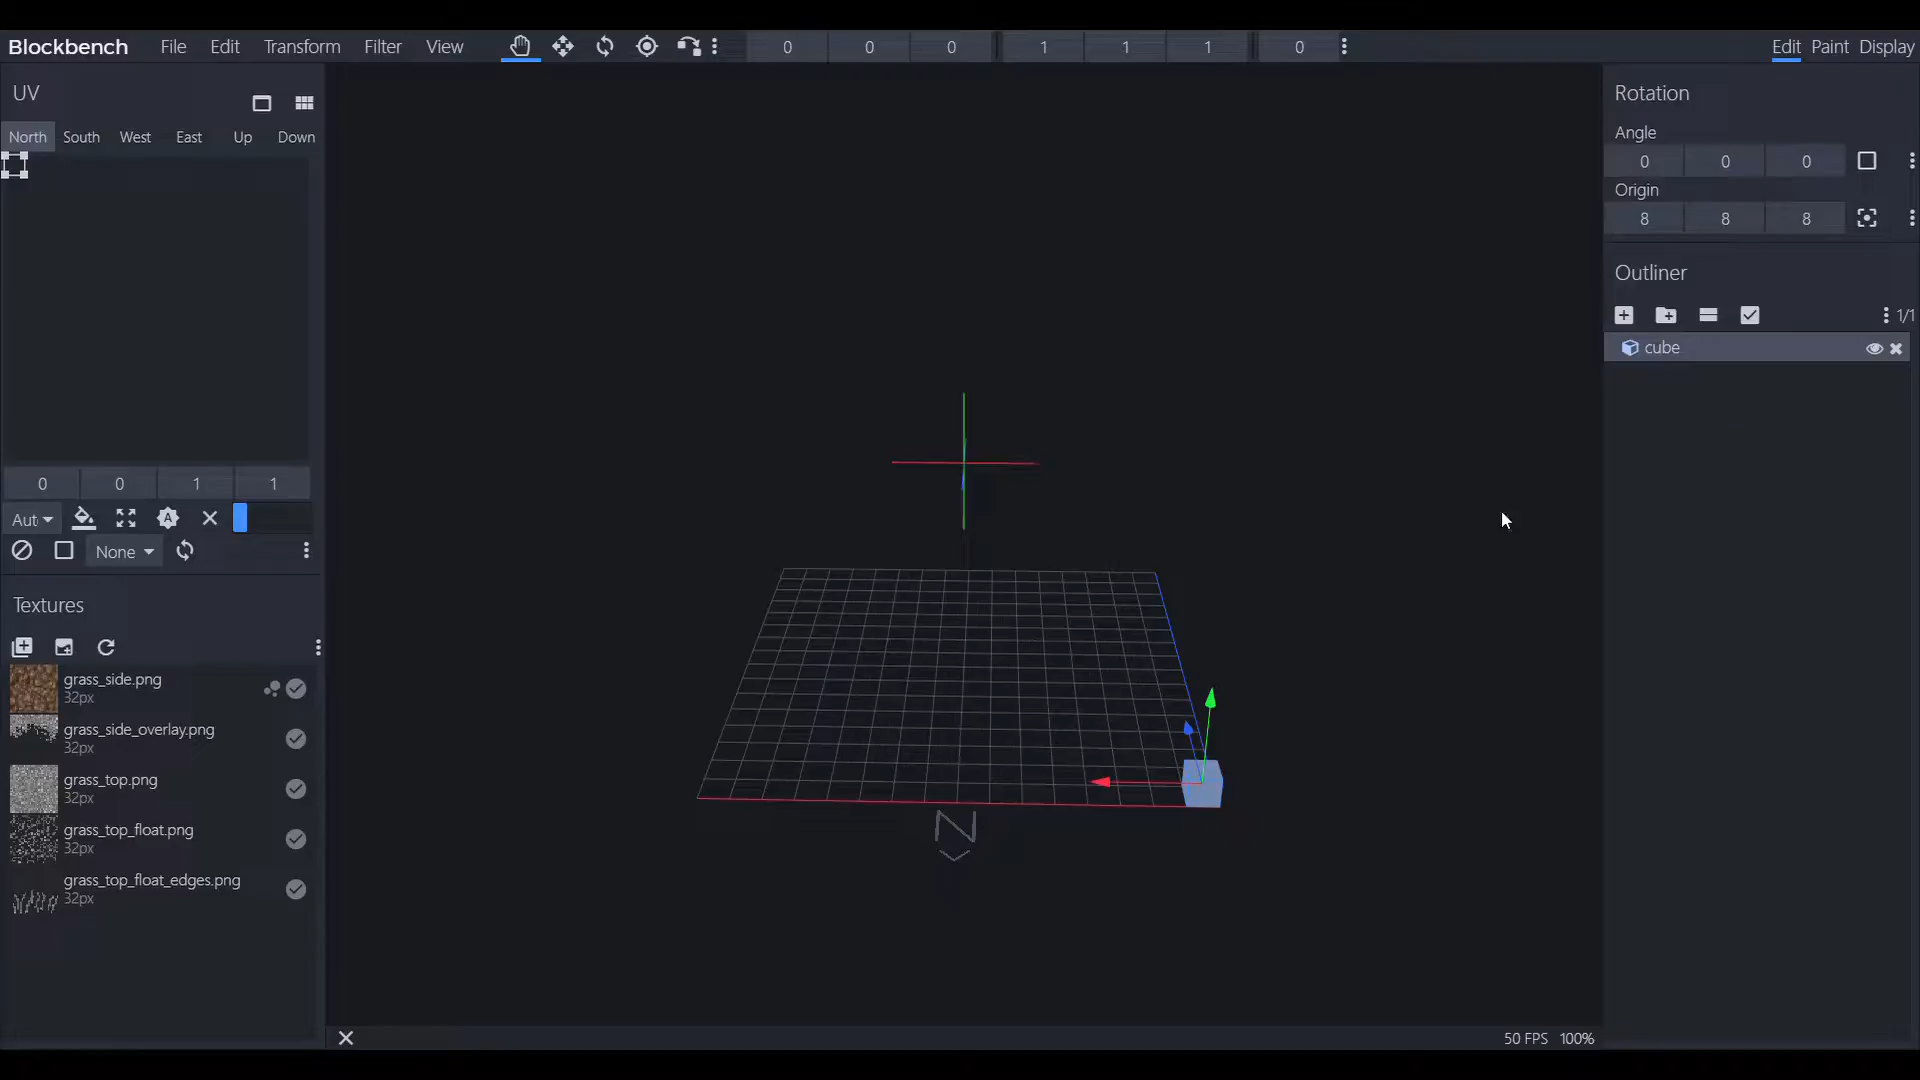 Blockbench File Edit Transform Filter View 0 0 0 1 1 1 0 Edit Paint Display
UV
North South West East Up Down
0 0 1 1
Aut
None
Textures
grass_side.png
32px
grass_side_overlay.png
32px
grass_top.png
32px
grass_top_float.png
32px
grass_top_float_edges.png
32px
N
50 FPS 100%
Rotation
Angle
0 0 0
Origin
8 8 8
Outliner
1/1
cube